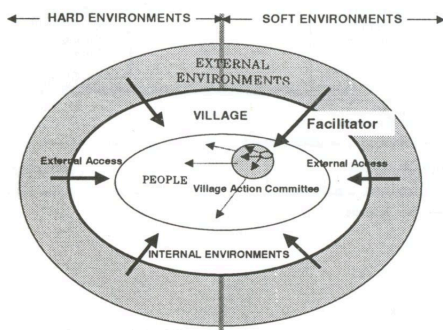 HARD ENVIRONMENTS
SOFT ENVIRONMENTS
EXTERNAL
ENVIRONMENTS
VILLAGE
Facilitator
External Access
External Access
PEOPLE
Village Action Committee
INTERNAL ENVIRONMENTS